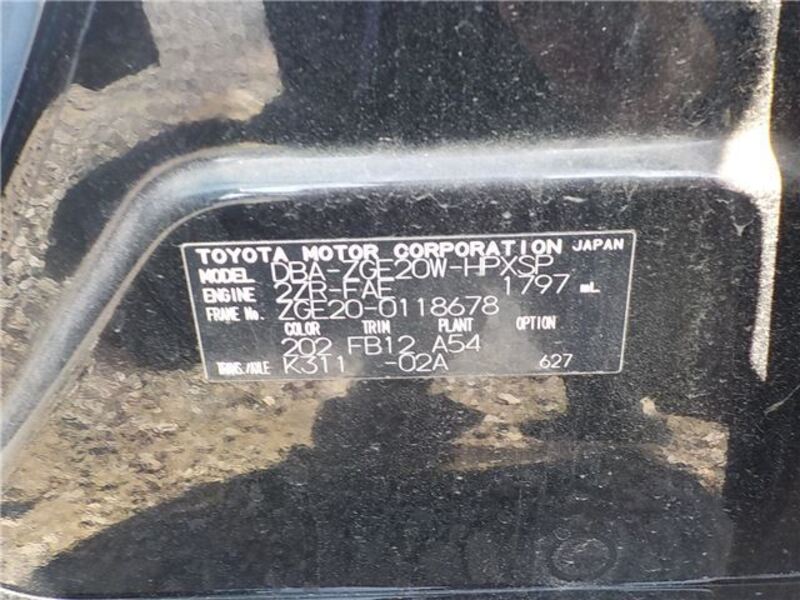 TOYOTA MOTOR CORPORATION JAPAN
MODEL DBA-ZGE20W-HPXSP
ENGINE 2ZR-FAE 1797 mL
FRAME No. ZGE20-0118678
COLOR TRIM PLANT OPTION
202 FB12 A54
TRANS./AXLE K311 -02A 627